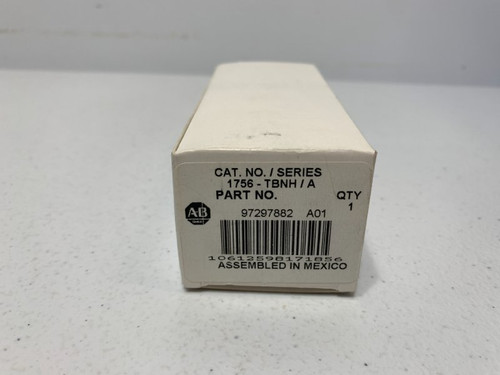 CAT. NO. / SERIES
1756 - TBNH / A
PART NO. QTY
1
AB
97297882 A01
10612598171856
ASSEMBLED IN MEXICO